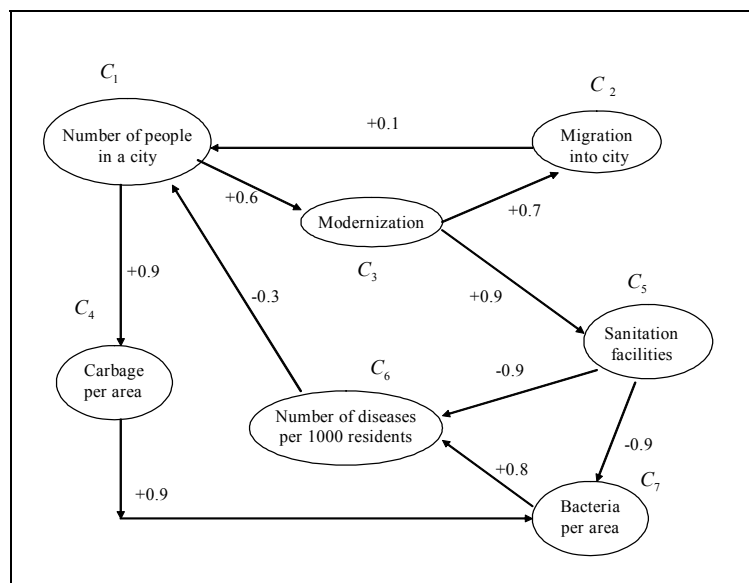 C₁
C₂
Number of people
in a city
+0.1
Migration
into city
+0.6
Modernization
+0.7
C₃
+0.9
C₄
-0.3
+0.9
C₅
Sanitation
facilities
Carbage
per area
C₆
-0.9
Number of diseases
per 1000 residents
-0.9
+0.8
C₇
+0.9
Bacteria
per area